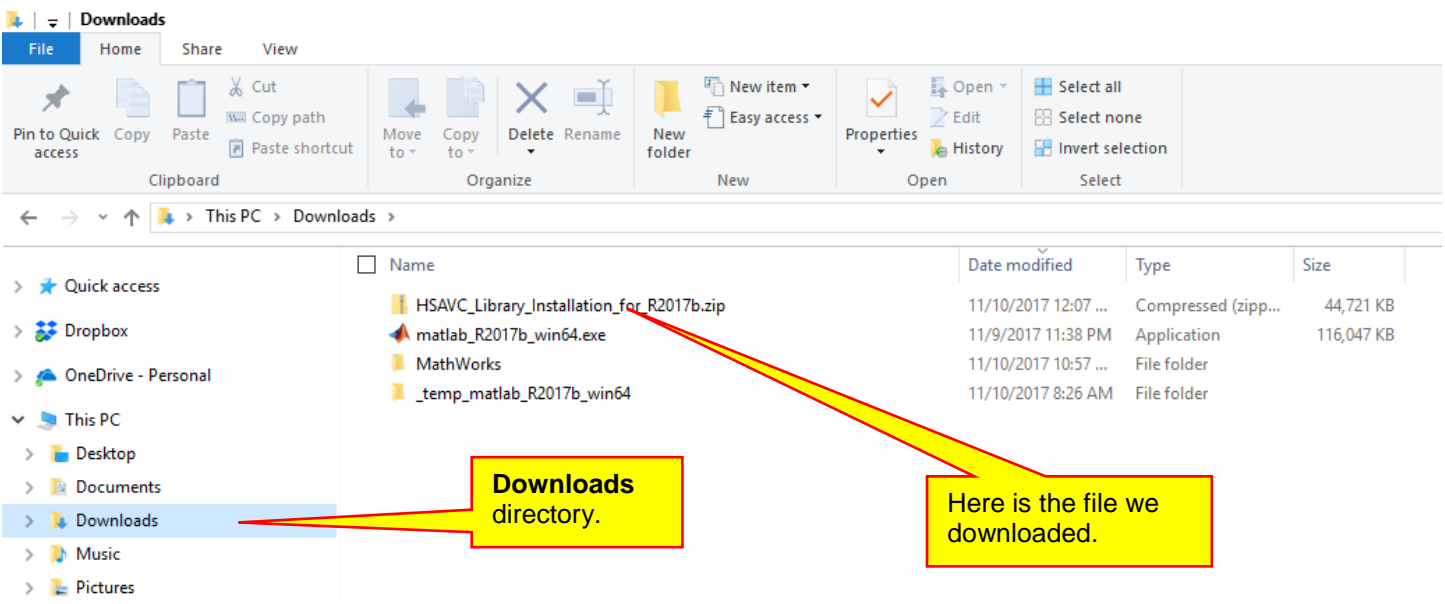 Downloads
File Home Share View
Pin to Quick access
Copy
Paste
Cut
Copy path
Paste shortcut
Clipboard
Move to
Copy to
Delete
Rename
Organize
New folder
New item
Easy access
New
Properties
Open
Edit
History
Open
Select all
Select none
Invert selection
Select
This PC > Downloads >
Name Date modified Type Size
HSAVC_Library_Installation_for_R2017b.zip 11/10/2017 12:07 ... Compressed (zipp... 44,721 KB
matlab_R2017b_win64.exe 11/9/2017 11:38 PM Application 116,047 KB
MathWorks 11/10/2017 10:57 ... File folder
_temp_matlab_R2017b_win64 11/10/2017 8:26 AM File folder
Quick access
Dropbox
OneDrive - Personal
This PC
Desktop
Documents
Downloads
Music
Pictures
Downloads
directory.
Here is the file we
downloaded.